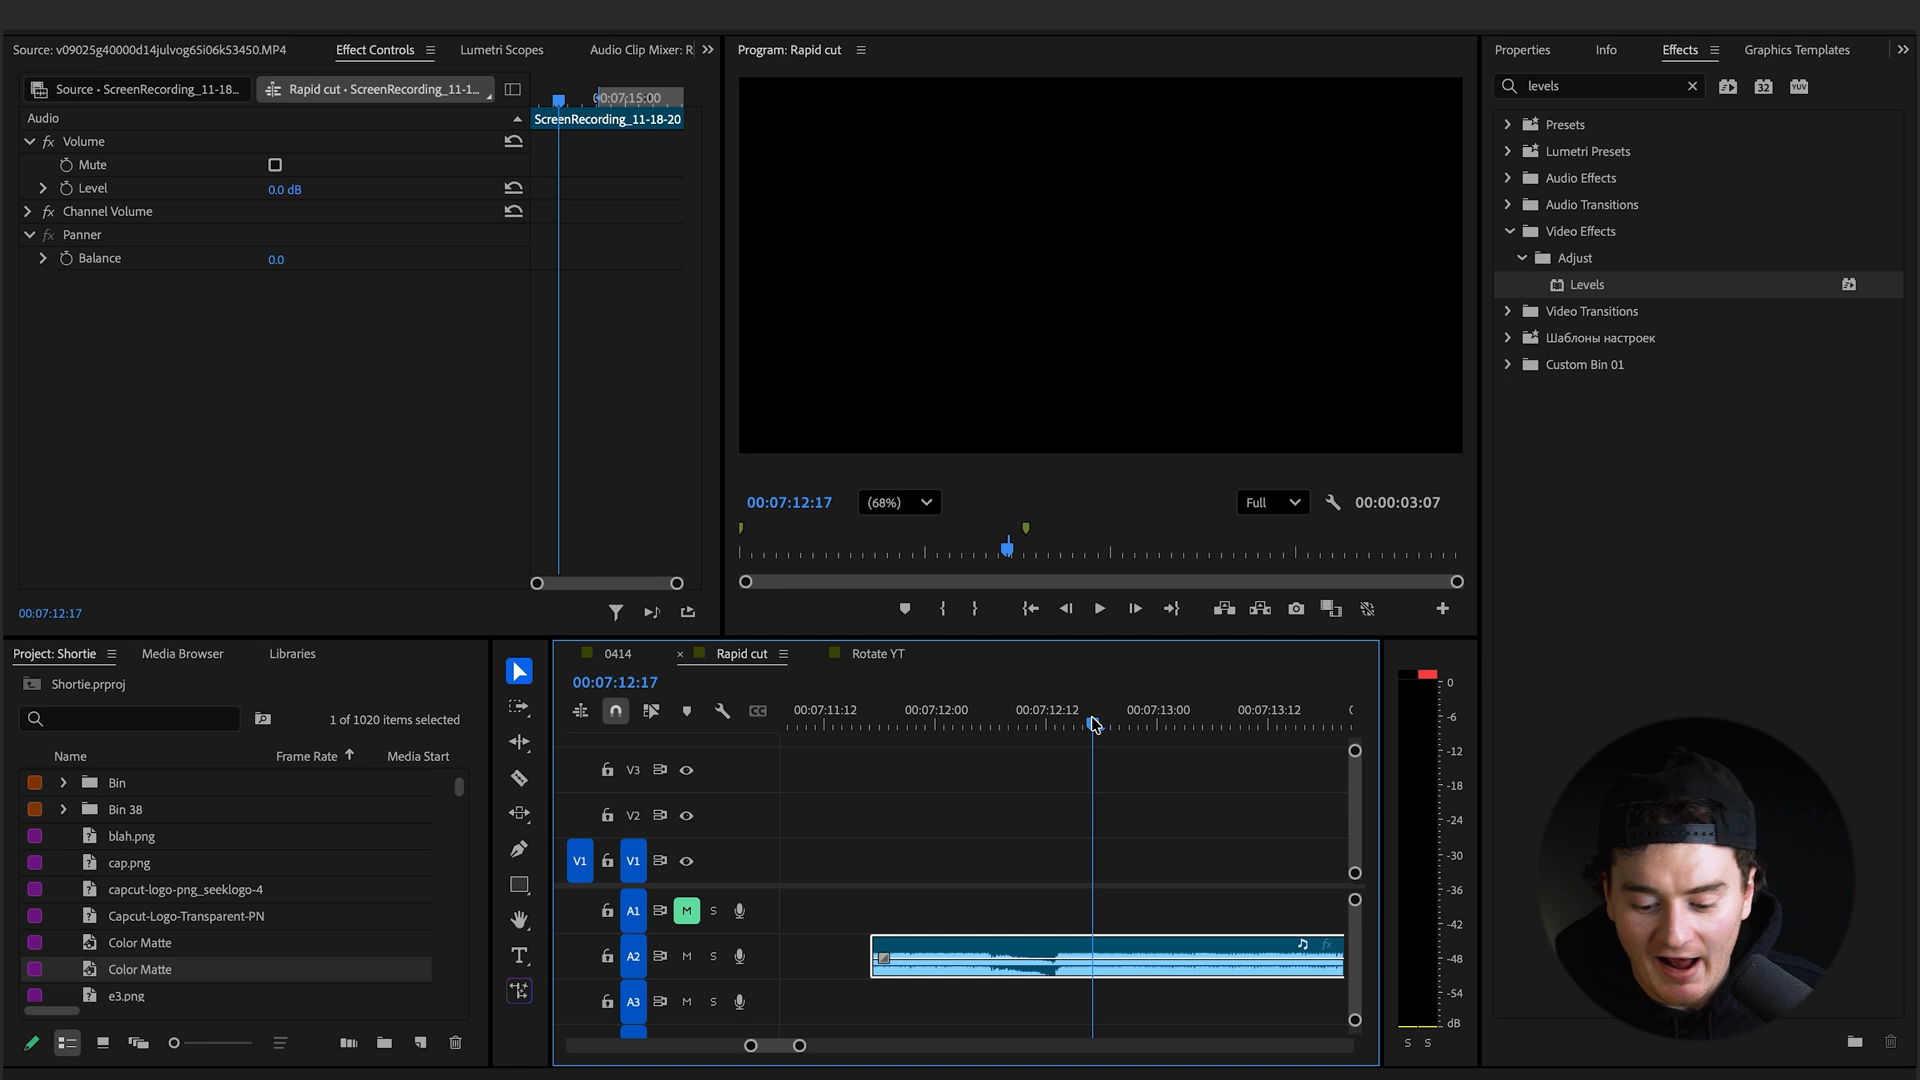 Source: v09025g40000d14julvog65i06k53450.MP4
Effect Controls
Lumetri Scopes
Audio Clip Mixer: R
Source • ScreenRecording_11-18...
Rapid cut • ScreenRecording_11-1...
00:07:15:00
Audio
ScreenRecording_11-18-20
fx Volume
Mute
Level
0.0 dB
fx Channel Volume
fx Panner
Balance
0.0
00:07:12:17
Program: Rapid cut
00:07:12:17
(68%)
Full
00:00:03:07
Properties
Info
Effects
Graphics Templates
levels
32
YUV
Presets
Lumetri Presets
Audio Effects
Audio Transitions
Video Effects
Adjust
Levels
Video Transitions
Шаблоны настроек
Custom Bin 01
Project: Shortie
Media Browser
Libraries
Shortie.prproj
1 of 1020 items selected
Name
Frame Rate
Media Start
Bin
Bin 38
blah.png
cap.png
capcut-logo-png_seeklogo-4
Capcut-Logo-Transparent-PN
Color Matte
Color Matte
e3.png
T
0414
× Rapid cut
Rotate YT
00:07:12:17
CC
00:07:11:12
00:07:12:00
00:07:12:12
00:07:13:00
00:07:13:12
V3
V2
V1 V1
A1 M S
A2 M S
fx
A3 M S
0
-6
-12
-18
-24
-30
-36
-42
-48
-54
dB
S S